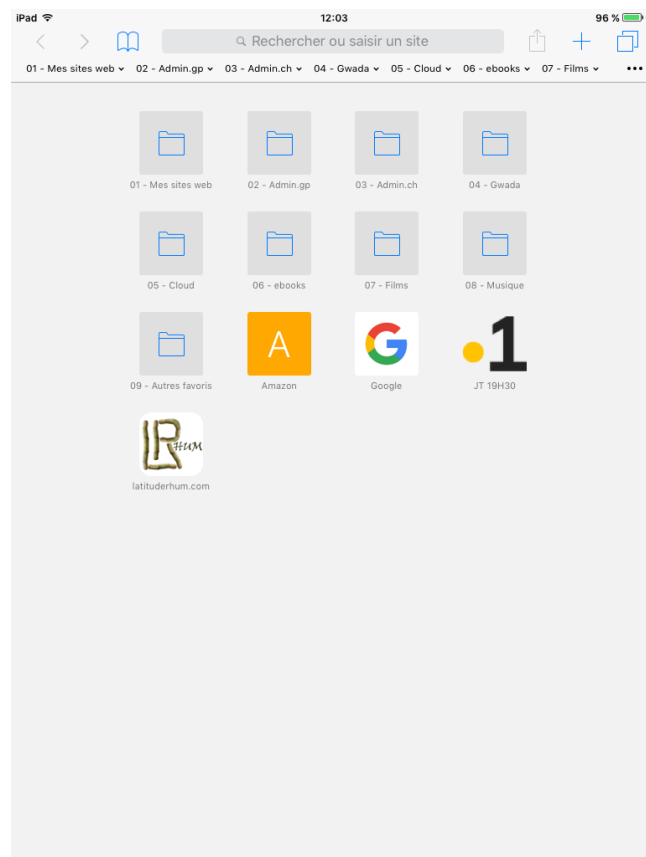 iPad 12:03 96 %
Rechercher ou saisir un site
01 - Mes sites web 02 - Admin.gp 03 - Admin.ch 04 - Gwada 05 - Cloud 06 - ebooks 07 - Films •••
01 - Mes sites web 02 - Admin.gp 03 - Admin.ch 04 - Gwada
05 - Cloud 06 - ebooks 07 - Films 08 - Musique
A G .1
09 - Autres favoris Amazon Google JT 19H30
LR HUM
latituderhum.com